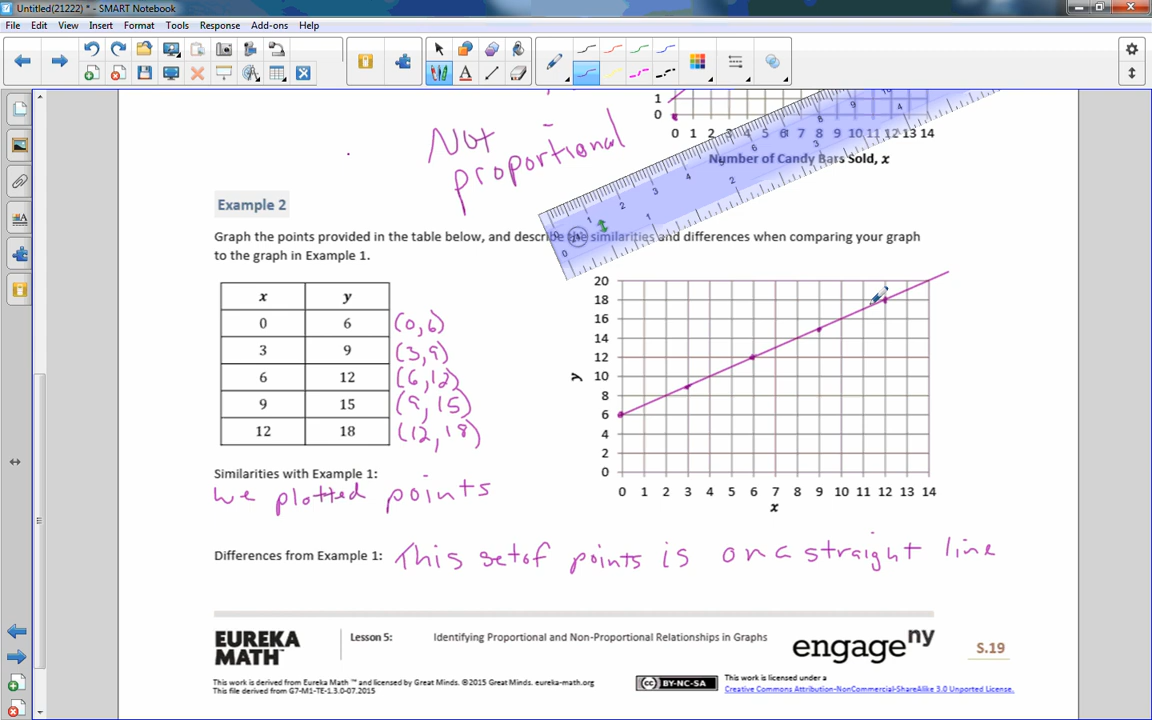 Untitled(21222) * - SMART Notebook
File Edit View Insert Format Tools Response Add-ons Help
1
0
0 1 2 3 4 5 6 7 8 9 10 11 12 13 14
Number of Candy Bars Sold, x
Not
proportional
Example 2
Graph the points provided in the table below, and describe the similarities and differences when comparing your graph
to the graph in Example 1.
x y
0 6 (0,6)
3 9 (3,9)
6 12 (6,12)
9 15 (9,15)
12 18 (12,18)
20
18
16
14
12
10
8
6
4
2
0
y
0 1 2 3 4 5 6 7 8 9 10 11 12 13 14
x
Similarities with Example 1:
we plotted points
Differences from Example 1: This set of points is on a straight line
EUREKA
MATH™
Lesson 5: Identifying Proportional and Non-Proportional Relationships in Graphs
engage ny
S.19
This work is derived from Eureka Math ™ and licensed by Great Minds. ©2015 Great Minds. eureka-math.org
This file derived from G7-M1-TE-1.3.0-07.2015
(cc) BY-NC-SA
This work is licensed under a
Creative Commons Attribution-NonCommercial-ShareAlike 3.0 Unported License.